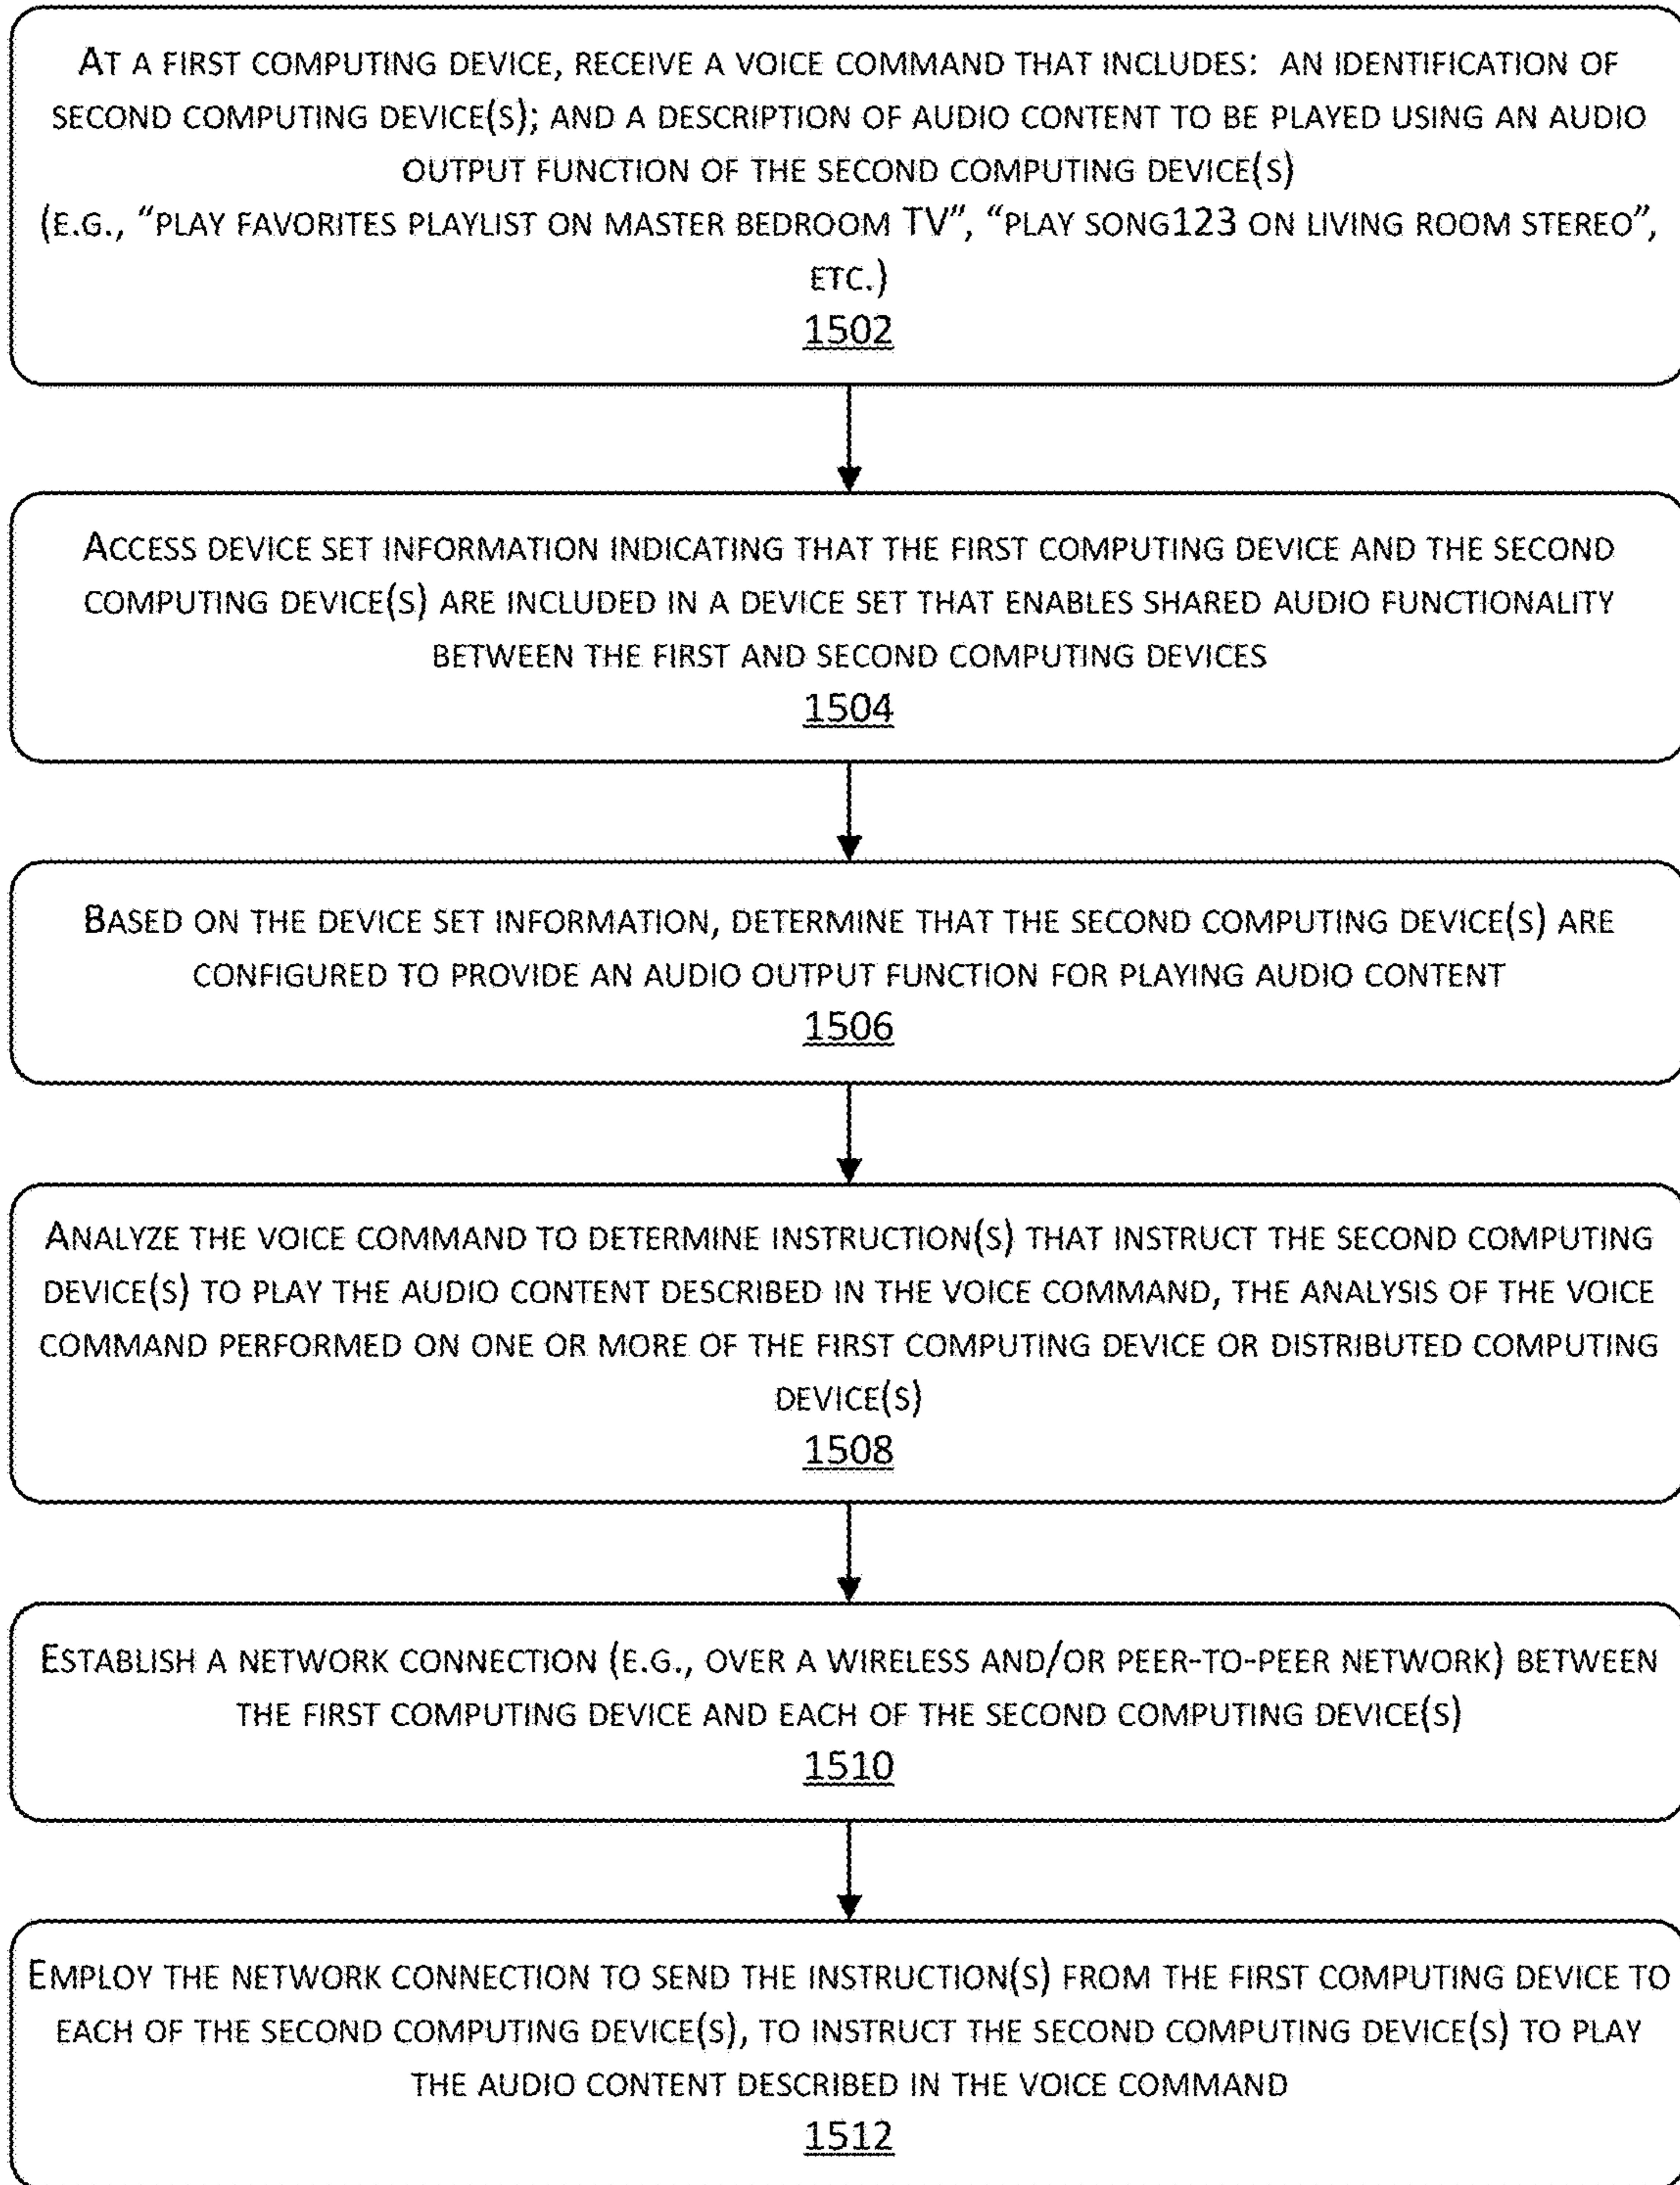 AT A FIRST COMPUTING DEVICE, RECEIVE A VOICE COMMAND THAT INCLUDES: AN IDENTIFICATION OF
SECOND COMPUTING DEVICE(S); AND A DESCRIPTION OF AUDIO CONTENT TO BE PLAYED USING AN AUDIO
OUTPUT FUNCTION OF THE SECOND COMPUTING DEVICE(S)
(E.G., "PLAY FAVORITES PLAYLIST ON MASTER BEDROOM TV", "PLAY SONG123 ON LIVING ROOM STEREO",
ETC.)
1502
ACCESS DEVICE SET INFORMATION INDICATING THAT THE FIRST COMPUTING DEVICE AND THE SECOND
COMPUTING DEVICE(S) ARE INCLUDED IN A DEVICE SET THAT ENABLES SHARED AUDIO FUNCTIONALITY
BETWEEN THE FIRST AND SECOND COMPUTING DEVICES
1504
BASED ON THE DEVICE SET INFORMATION, DETERMINE THAT THE SECOND COMPUTING DEVICE(S) ARE
CONFIGURED TO PROVIDE AN AUDIO OUTPUT FUNCTION FOR PLAYING AUDIO CONTENT
1506
ANALYZE THE VOICE COMMAND TO DETERMINE INSTRUCTION(S) THAT INSTRUCT THE SECOND COMPUTING
DEVICE(S) TO PLAY THE AUDIO CONTENT DESCRIBED IN THE VOICE COMMAND, THE ANALYSIS OF THE VOICE
COMMAND PERFORMED ON ONE OR MORE OF THE FIRST COMPUTING DEVICE OR DISTRIBUTED COMPUTING
DEVICE(S)
1508
ESTABLISH A NETWORK CONNECTION (E.G., OVER A WIRELESS AND/OR PEER-TO-PEER NETWORK) BETWEEN
THE FIRST COMPUTING DEVICE AND EACH OF THE SECOND COMPUTING DEVICE(S)
1510
EMPLOY THE NETWORK CONNECTION TO SEND THE INSTRUCTION(S) FROM THE FIRST COMPUTING DEVICE TO
EACH OF THE SECOND COMPUTING DEVICE(S), TO INSTRUCT THE SECOND COMPUTING DEVICE(S) TO PLAY
THE AUDIO CONTENT DESCRIBED IN THE VOICE COMMAND
1512